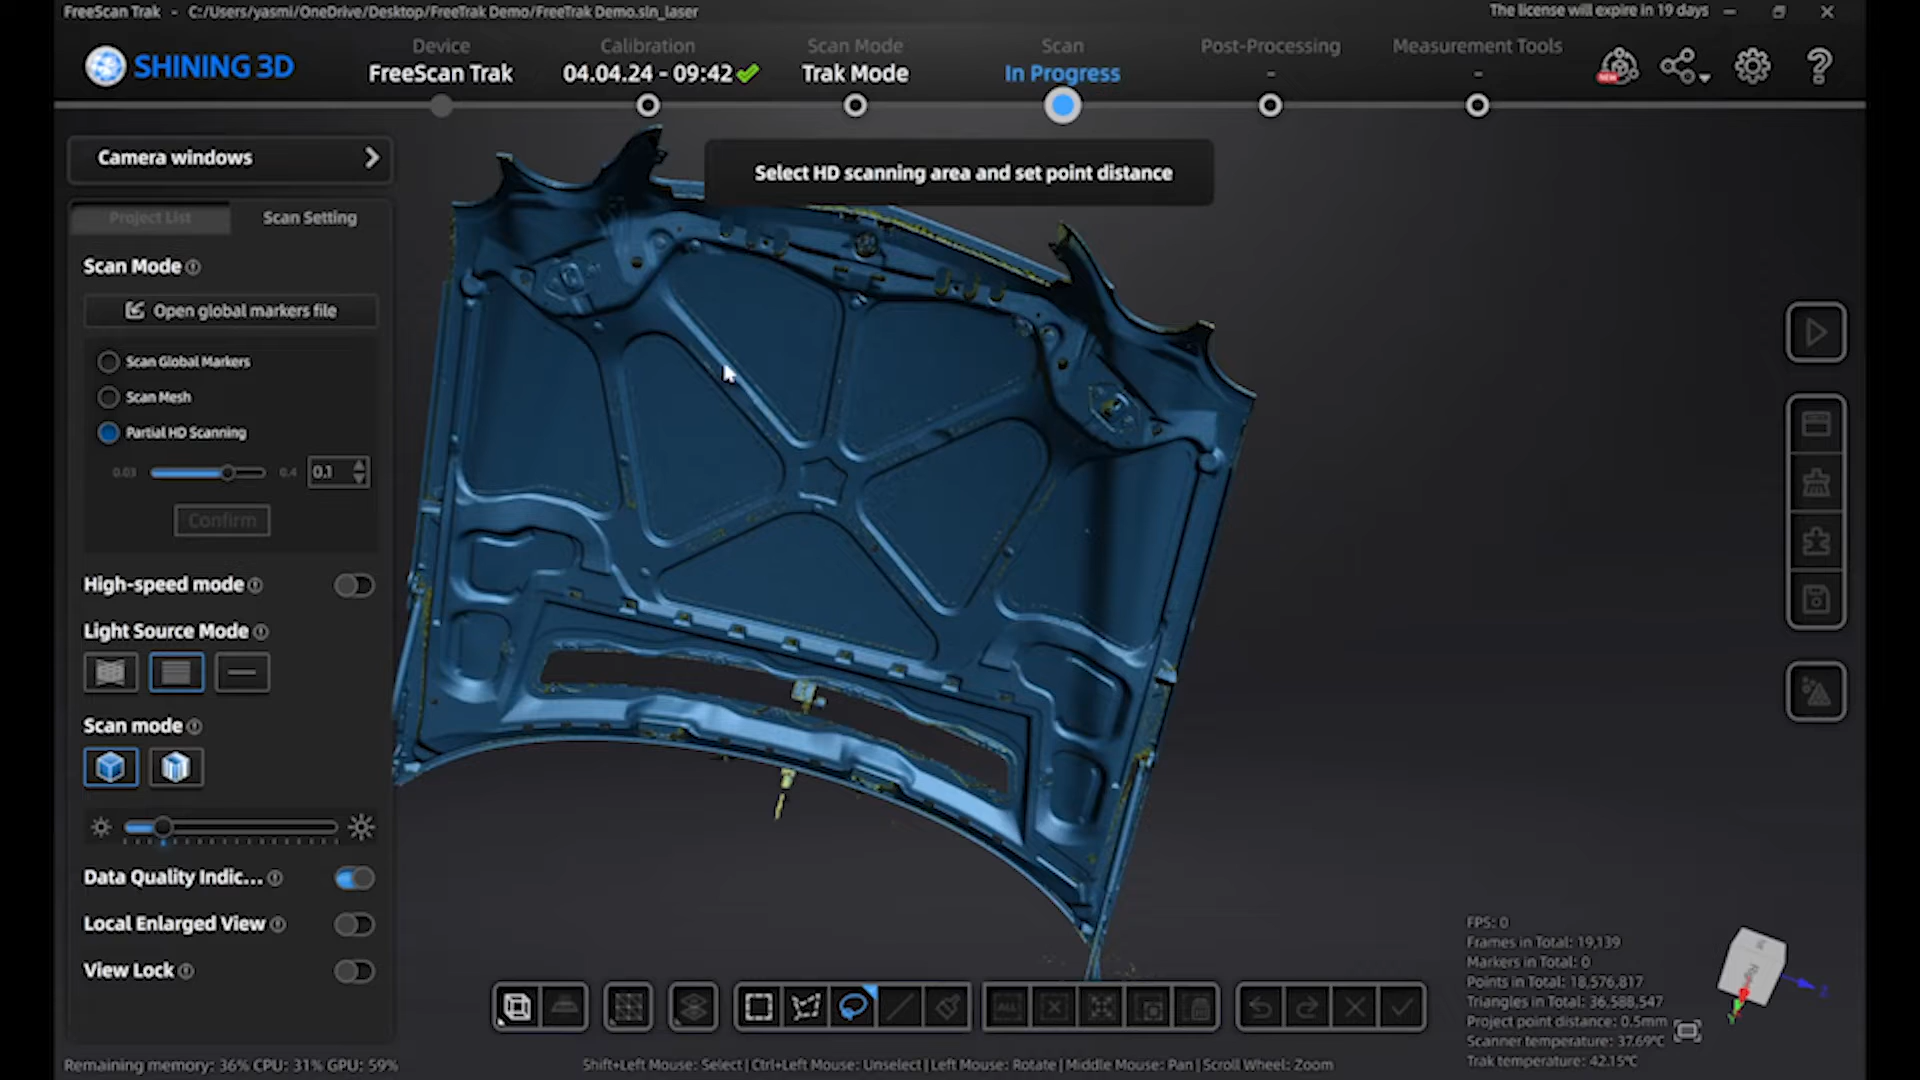 FreeScan Trak - C:/Users/yasmi/OneDrive/Desktop/FreeTrak Demo/FreeTrak Demo.sln_laser
The license will expire in 19 days
SHINING 3D
Device
FreeScan Trak
Calibration
04.04.24 - 09:42
Scan Mode
Trak Mode
Scan
In Progress
Post-Processing
-
Measurement Tools
-
NEW
Camera windows
Select HD scanning area and set point distance
Project List
Scan Setting
Scan Mode
Open global markers file
Scan Global Markers
Scan Mesh
Partial HD Scanning
0.03
0.4
0.1
Confirm
High-speed mode
Light Source Mode
Scan mode
Data Quality Indic...
Local Enlarged View
View Lock
ALL
FPS: 0
Frames in Total: 19,139
Markers in Total: 0
Points in Total: 18,576,817
Triangles in Total: 36,588,547
Project point distance: 0.5mm
Scanner temperature: 37.69℃
Trak temperature: 42.15℃
Right
Z
Remaining memory: 36% CPU: 31% GPU: 59%
Shift+Left Mouse: Select | Ctrl+Left Mouse: Unselect | Left Mouse: Rotate | Middle Mouse: Pan | Scroll Wheel: Zoom